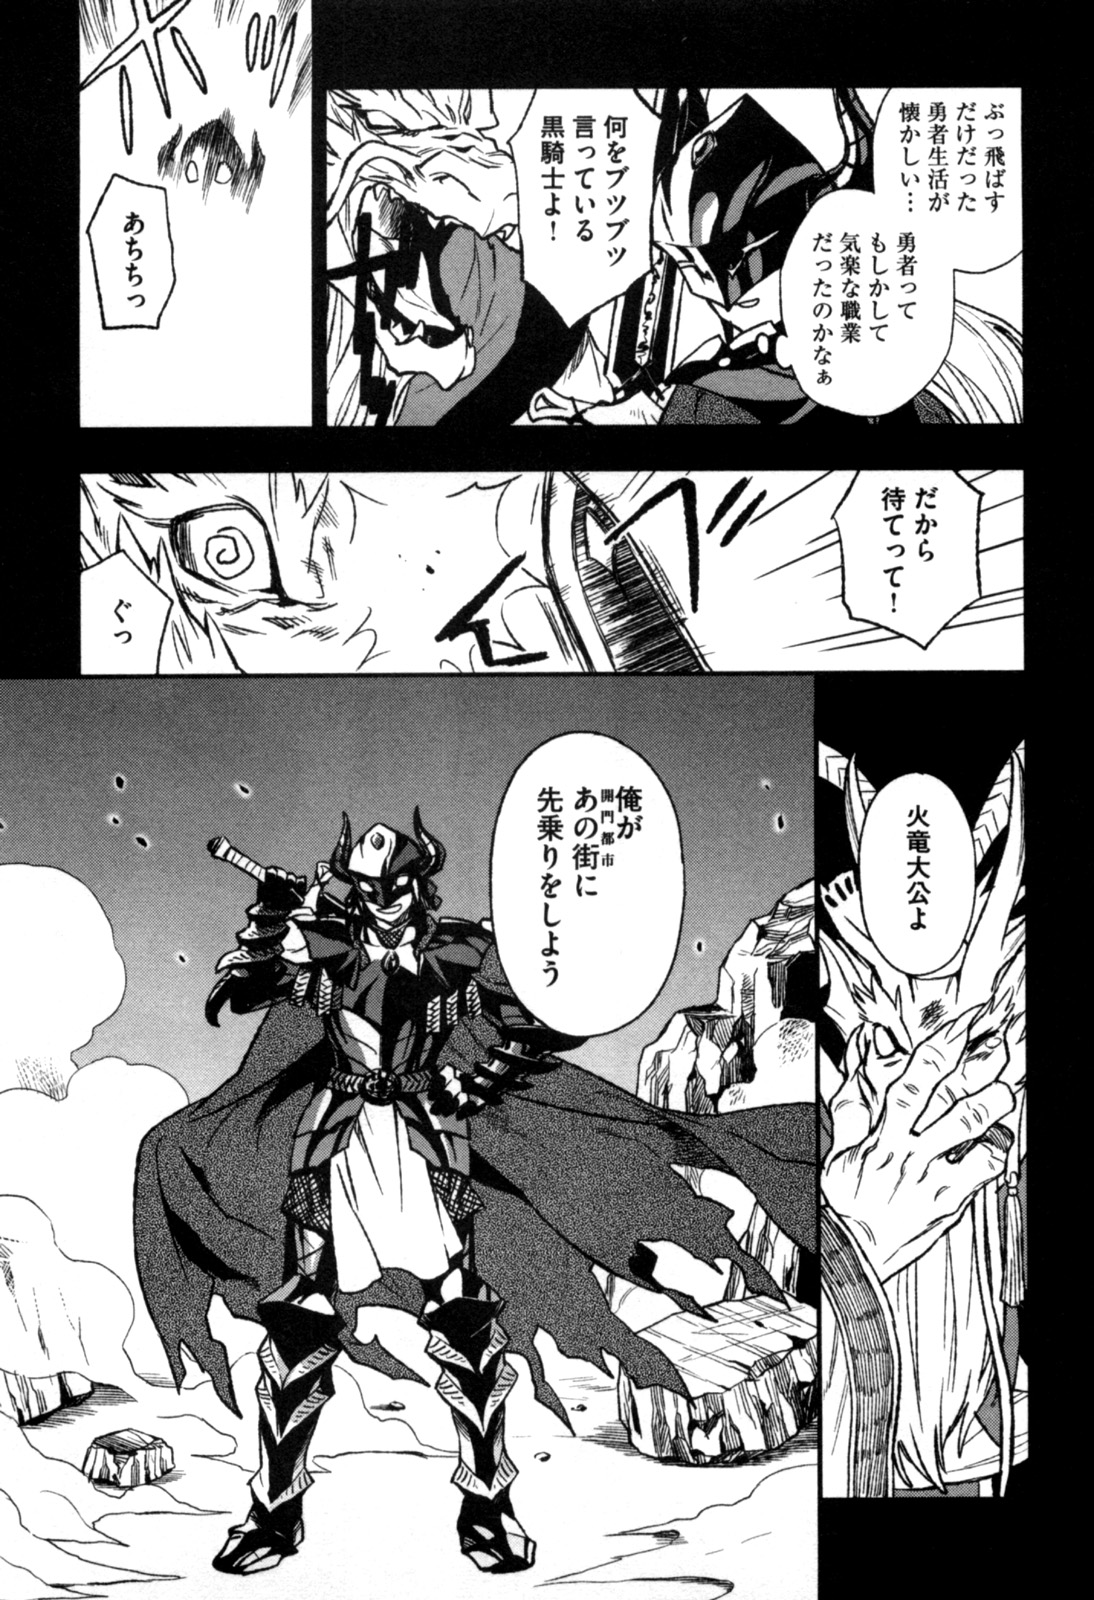 ぶっ飛ばす
だけだった
勇者生活が
懐かしい…
勇者って
もしかして
気楽な職業
だったのかなぁ
何をブツブツ
言っている
黒騎士よ！
あちちっ
だから
待てって！
ぐっ
火竜大公よ
俺が
あの街に
開門都市
先乗りをしよう